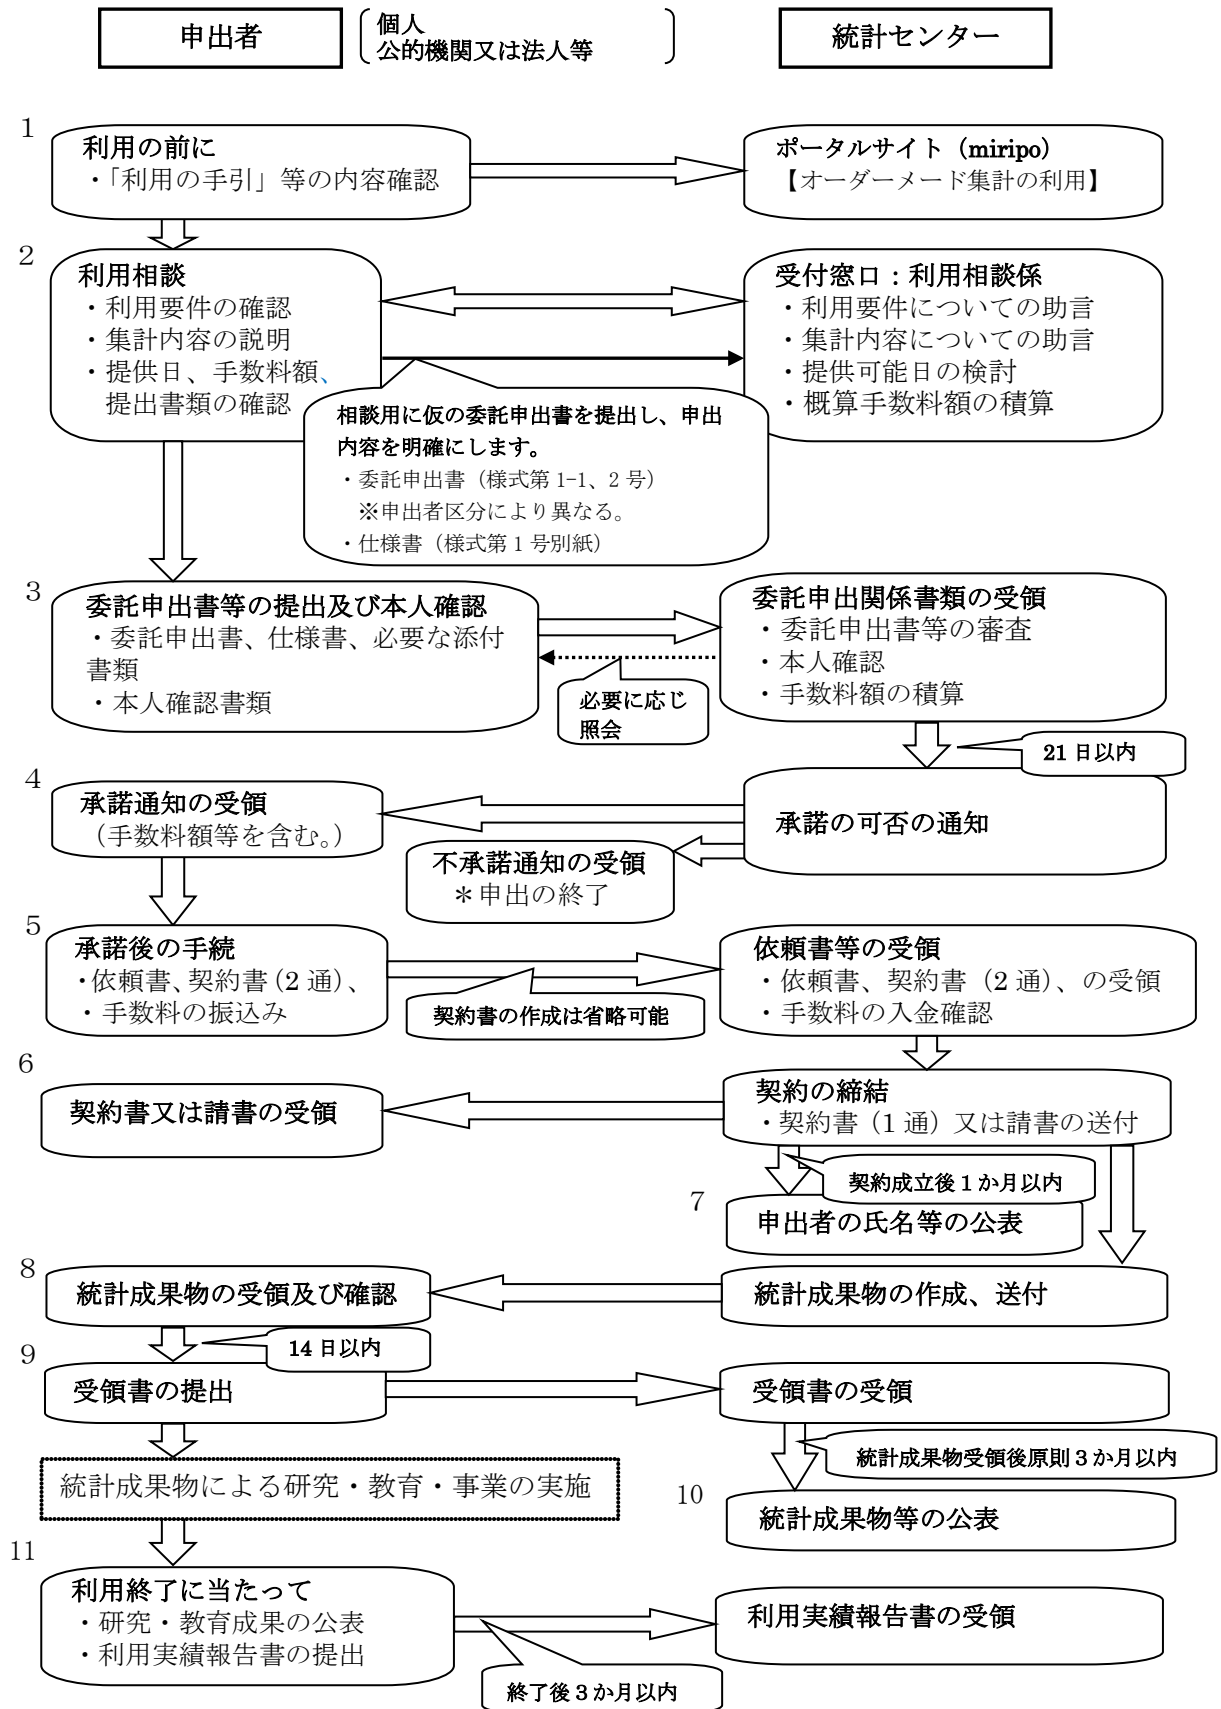 申出者
個人
公的機関又は法人等
統計センター
1
利用の前に
・「利用の手引」等の内容確認
ポータルサイト（miripo）
【オーダーメード集計の利用】
2
利用相談
・利用要件の確認
・集計内容の説明
・提供日、手数料額、
提出書類の確認
受付窓口：利用相談係
・利用要件についての助言
・集計内容についての助言
・提供可能日の検討
・概算手数料額の積算
相談用に仮の委託申出書を提出し、申出
内容を明確にします。
・委託申出書（様式第 1-1、2 号）
※申出者区分により異なる。
・仕様書（様式第 1 号別紙）
3
委託申出書等の提出及び本人確認
・委託申出書、仕様書、必要な添付
書類
・本人確認書類
委託申出関係書類の受領
・委託申出書等の審査
・本人確認
・手数料額の積算
必要に応じ
照会
21 日以内
4
承諾通知の受領
（手数料額等を含む。）
承諾の可否の通知
不承諾通知の受領
＊申出の終了
5
承諾後の手続
・依頼書、契約書（2 通）、
・手数料の振込み
依頼書等の受領
・依頼書、契約書（2 通）、の受領
・手数料の入金確認
契約書の作成は省略可能
6
契約書又は請書の受領
契約の締結
・契約書（1 通）又は請書の送付
契約成立後１か月以内
7
申出者の氏名等の公表
8
統計成果物の受領及び確認
統計成果物の作成、送付
14 日以内
9
受領書の提出
受領書の受領
統計成果物受領後原則３か月以内
統計成果物による研究・教育・事業の実施
10
統計成果物等の公表
11
利用終了に当たって
・研究・教育成果の公表
・利用実績報告書の提出
利用実績報告書の受領
終了後３か月以内